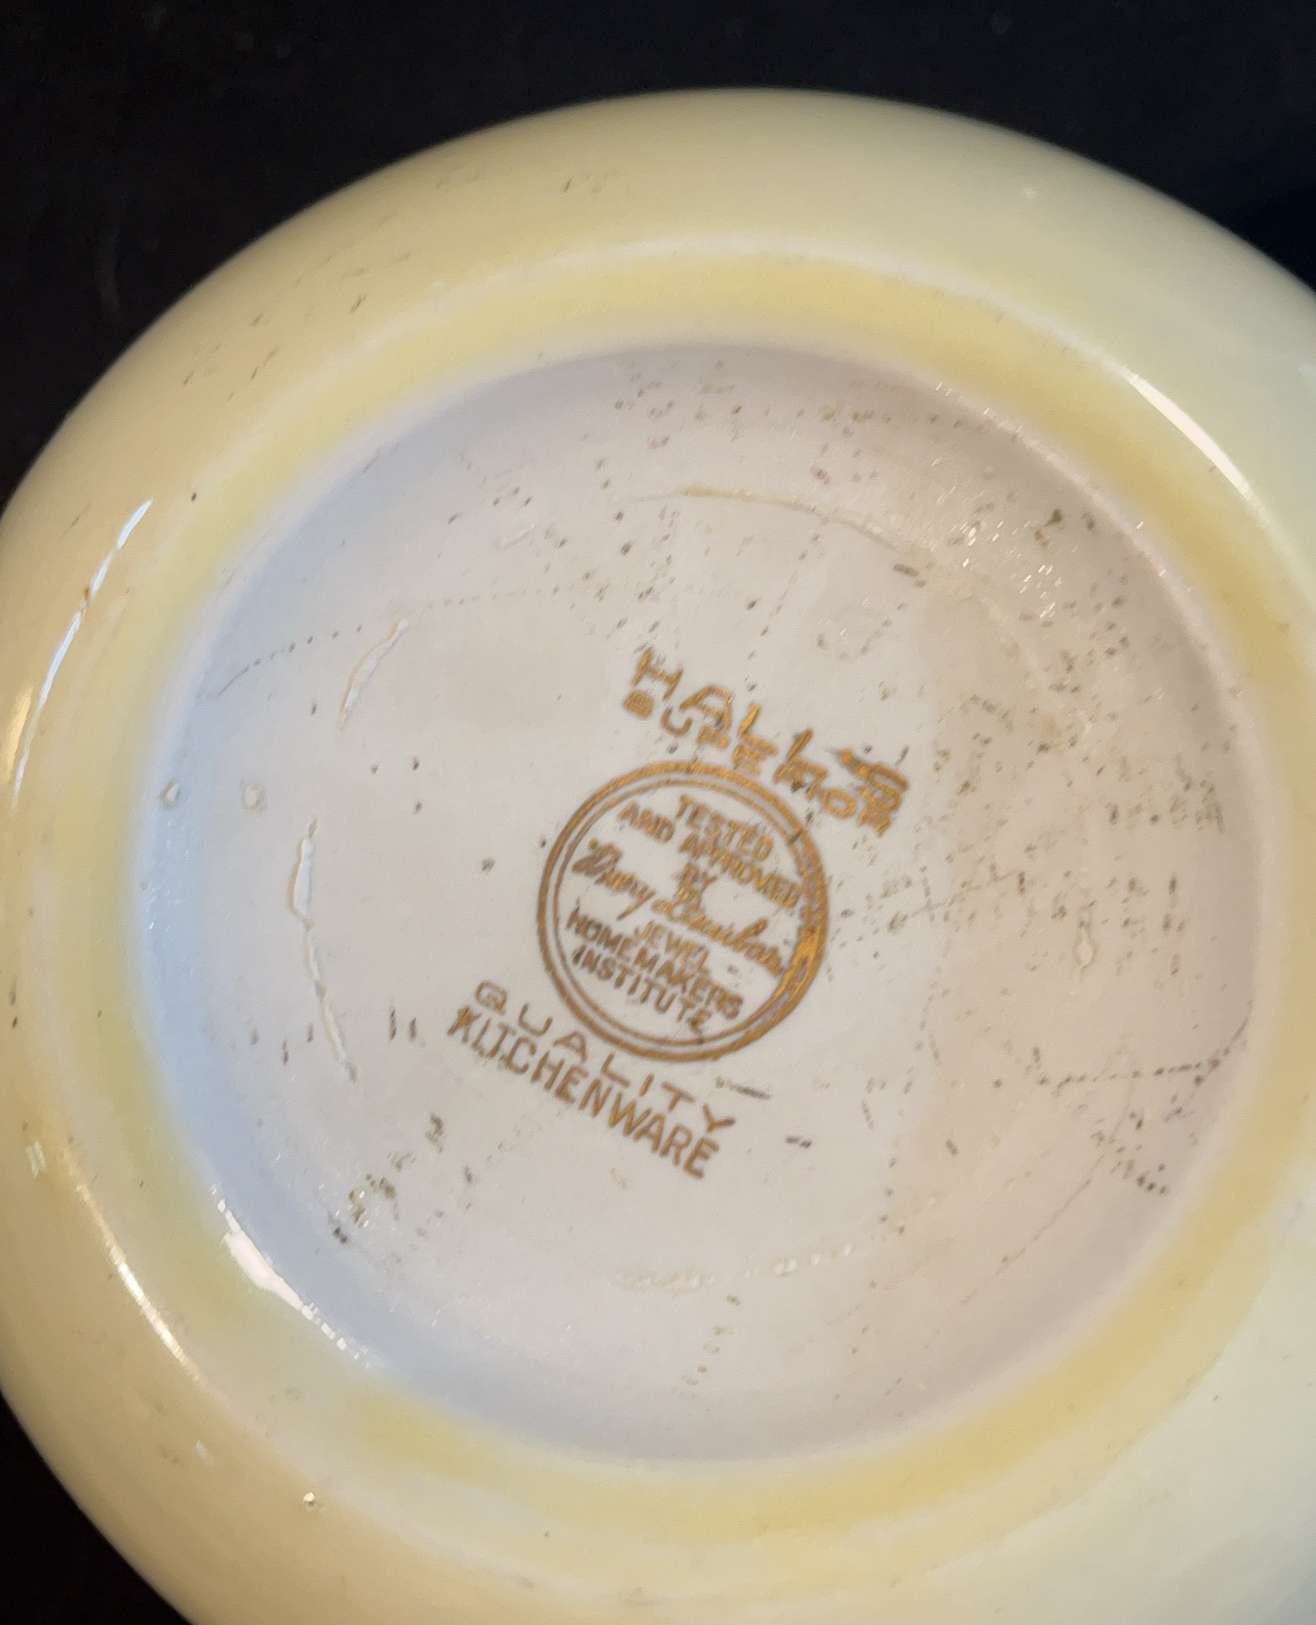 HALL'S
SUPERIOR
TESTED
AND APPROVED
BY
Mary Dunbar
JEWEL
HOMEMAKERS
INSTITUTE
QUALITY
KITCHENWARE